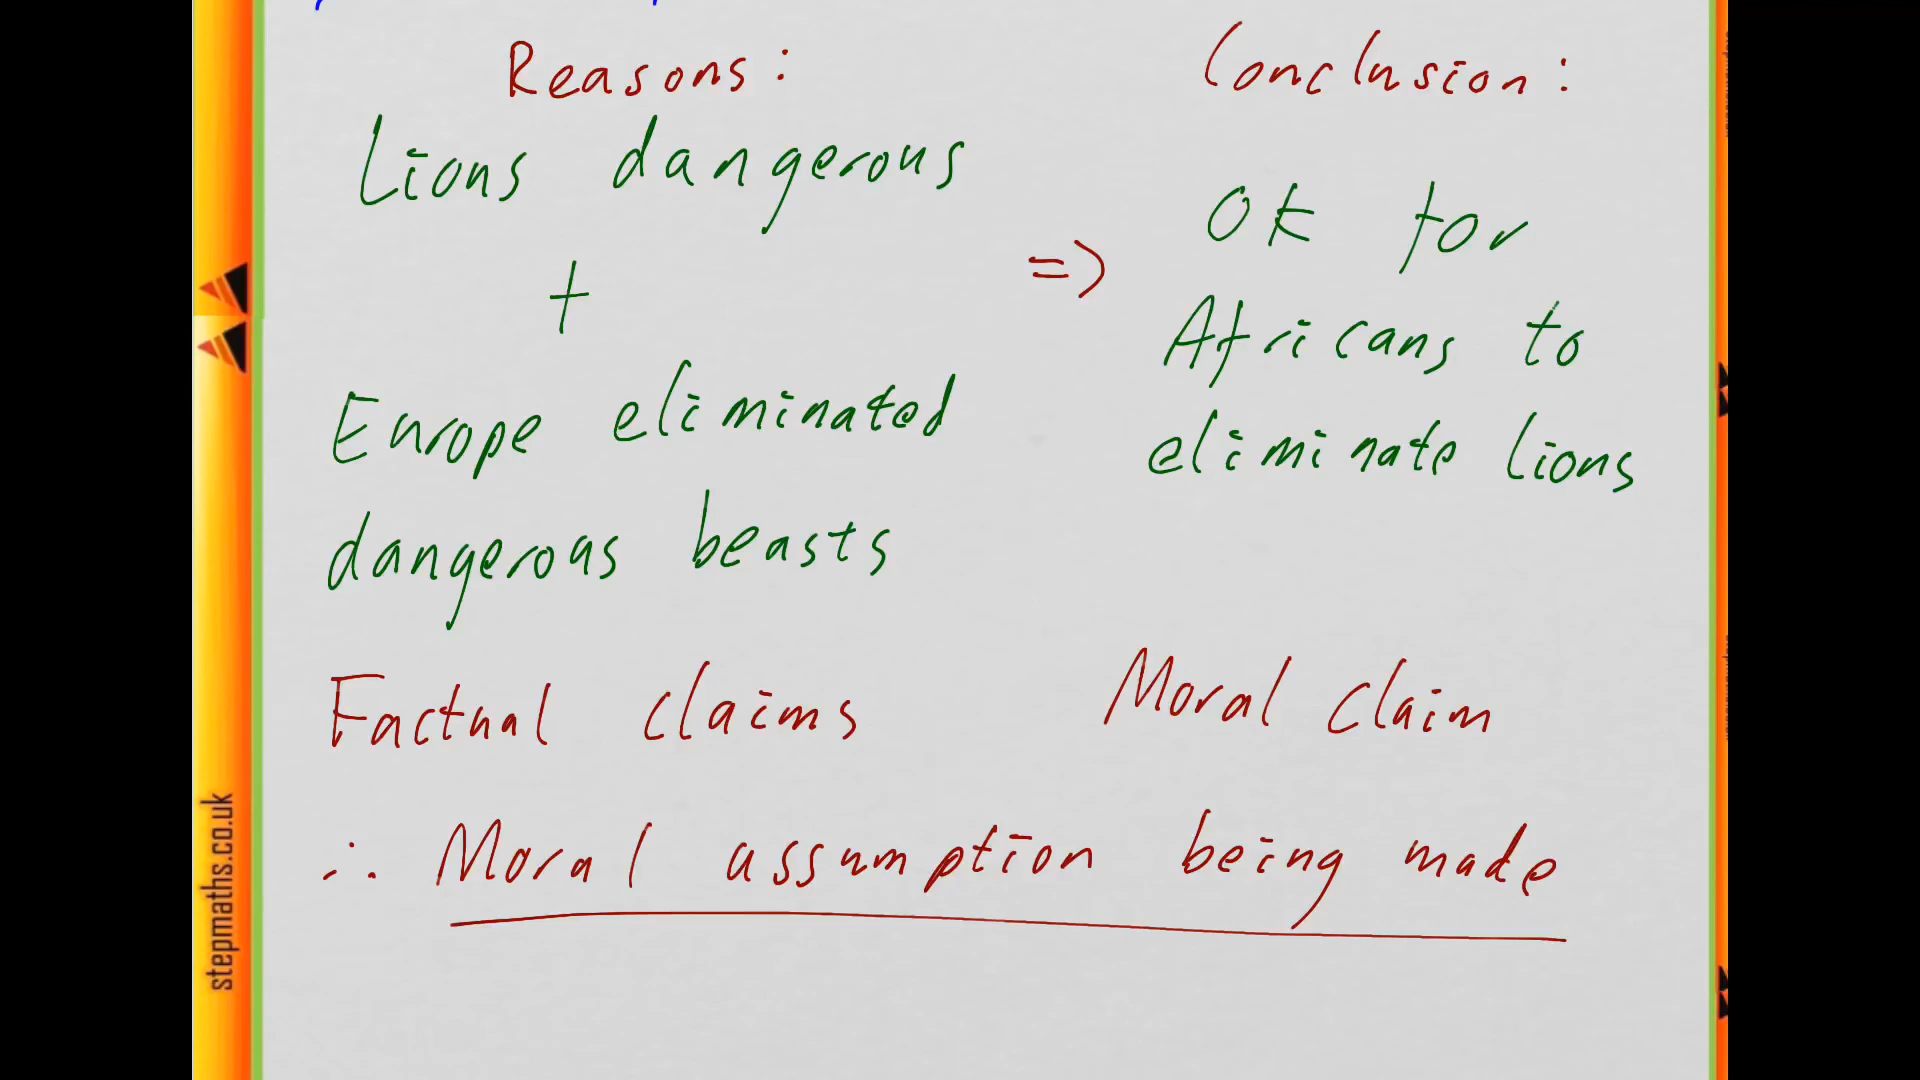 Reasons:
Conclusion:
Lions dangerous
+
Europe eliminated
dangerous beasts
=>
OK for
Africans to
eliminate lions
Factual claims
Moral claim
∴ Moral assumption being made
stepmaths.co.uk